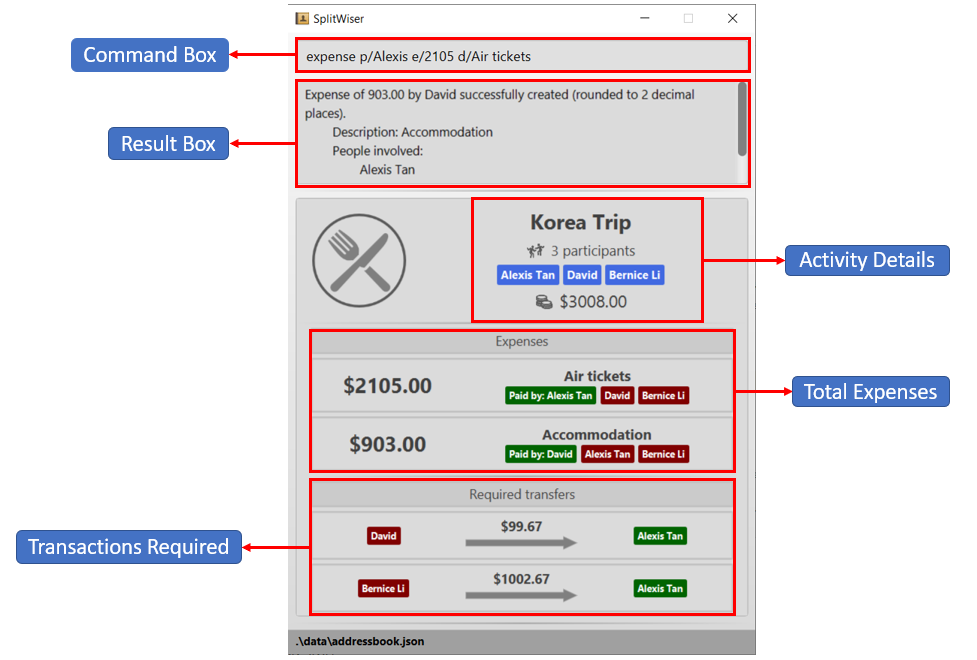 SplitWiser
Command Box
expense p/Alexis e/2105 d/Air tickets
Expense of 903.00 by David successfully created (rounded to 2 decimal
places).
Description: Accommodation
People involved:
Alexis Tan
Result Box
Korea Trip
3 participants
Alexis Tan David Bernice Li
$3008.00
Activity Details
Expenses
$2105.00
Air tickets
Paid by: Alexis Tan David Bernice Li
$903.00
Accommodation
Paid by: David Alexis Tan Bernice Li
Total Expenses
Required transfers
David $99.67 Alexis Tan
Bernice Li $1002.67 Alexis Tan
Transactions Required
.\data\addressbook.json